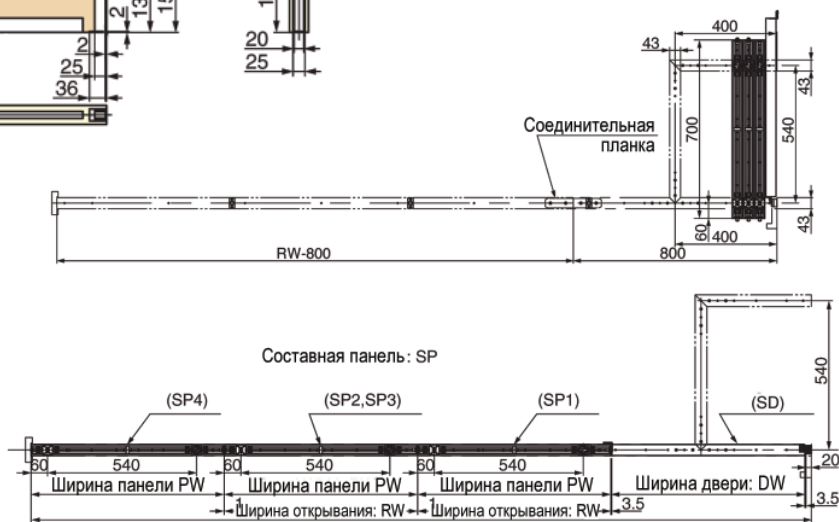 2
13
15
1
2
25
36
20
25
400
43
43
700
540
Соединительная
планка
60
43
400
RW-800
800
Составная панель: SP
540
(SP4)
(SP2,SP3)
(SP1)
(SD)
60
540
60
540
60
540
20
Ширина панели PW
Ширина панели PW
Ширина панели PW
Ширина двери: DW
1
Ширина открывания: RW
1
Ширина открывания: RW
3.5
3.5